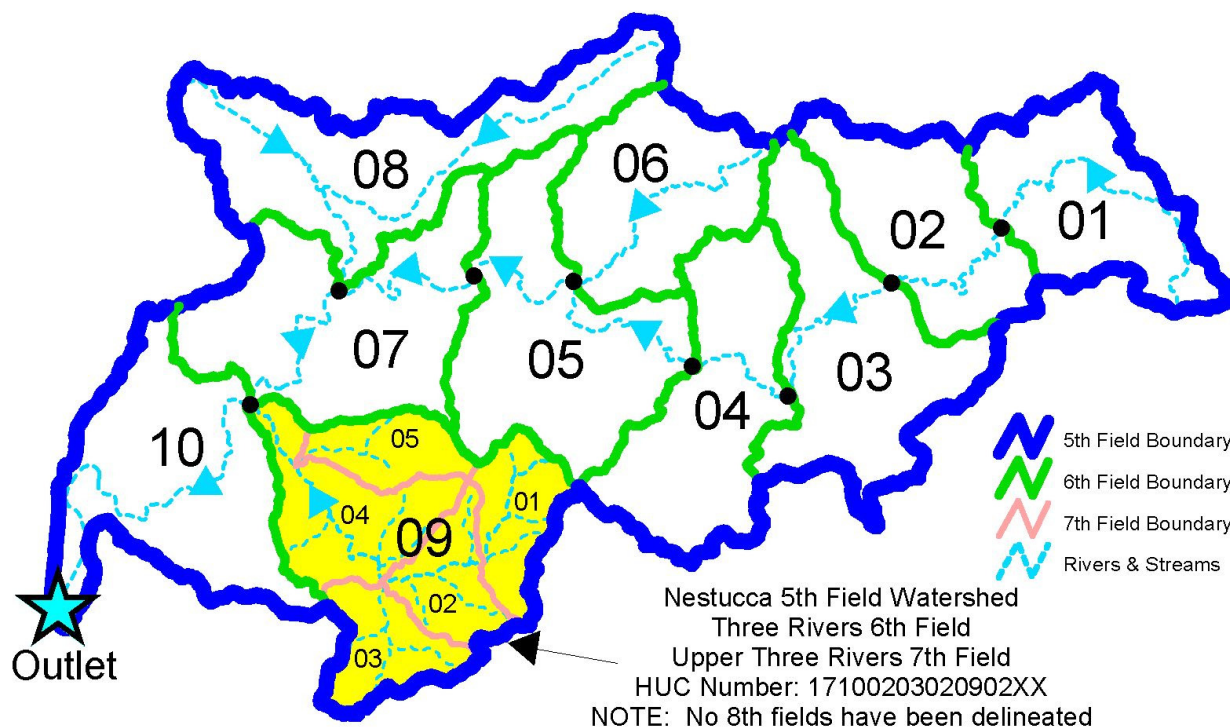 08
06
02
01
07
05
03
04
10
05
01
04
09
02
03
5th Field Boundary
6th Field Boundary
7th Field Boundary
Rivers & Streams
Outlet
Nestucca 5th Field Watershed
Three Rivers 6th Field
Upper Three Rivers 7th Field
HUC Number: 17100203020902XX
NOTE: No 8th fields have been delineated